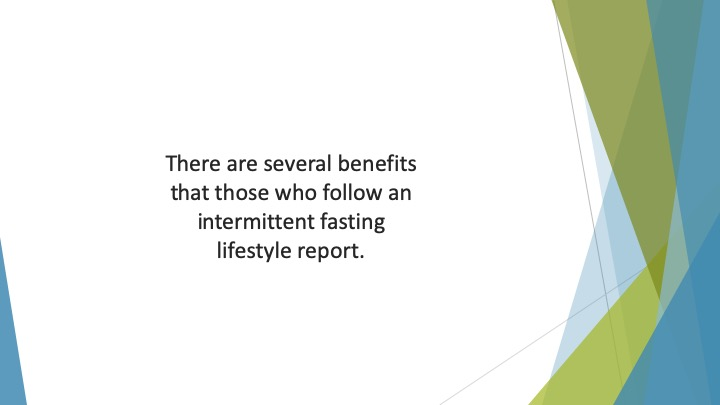 There are several benefits
that those who follow an
intermittent fasting
lifestyle report.